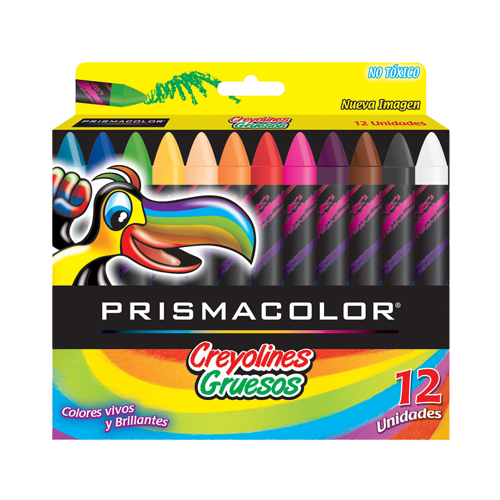 NO TÓXICO
Nueva Imagen
PRISMACOLOR
Creyolines
Gruesos
12 Unidades
PRISMACOLOR®
Creyolines
Gruesos
Colores vivos
y Brillantes
12
Unidades